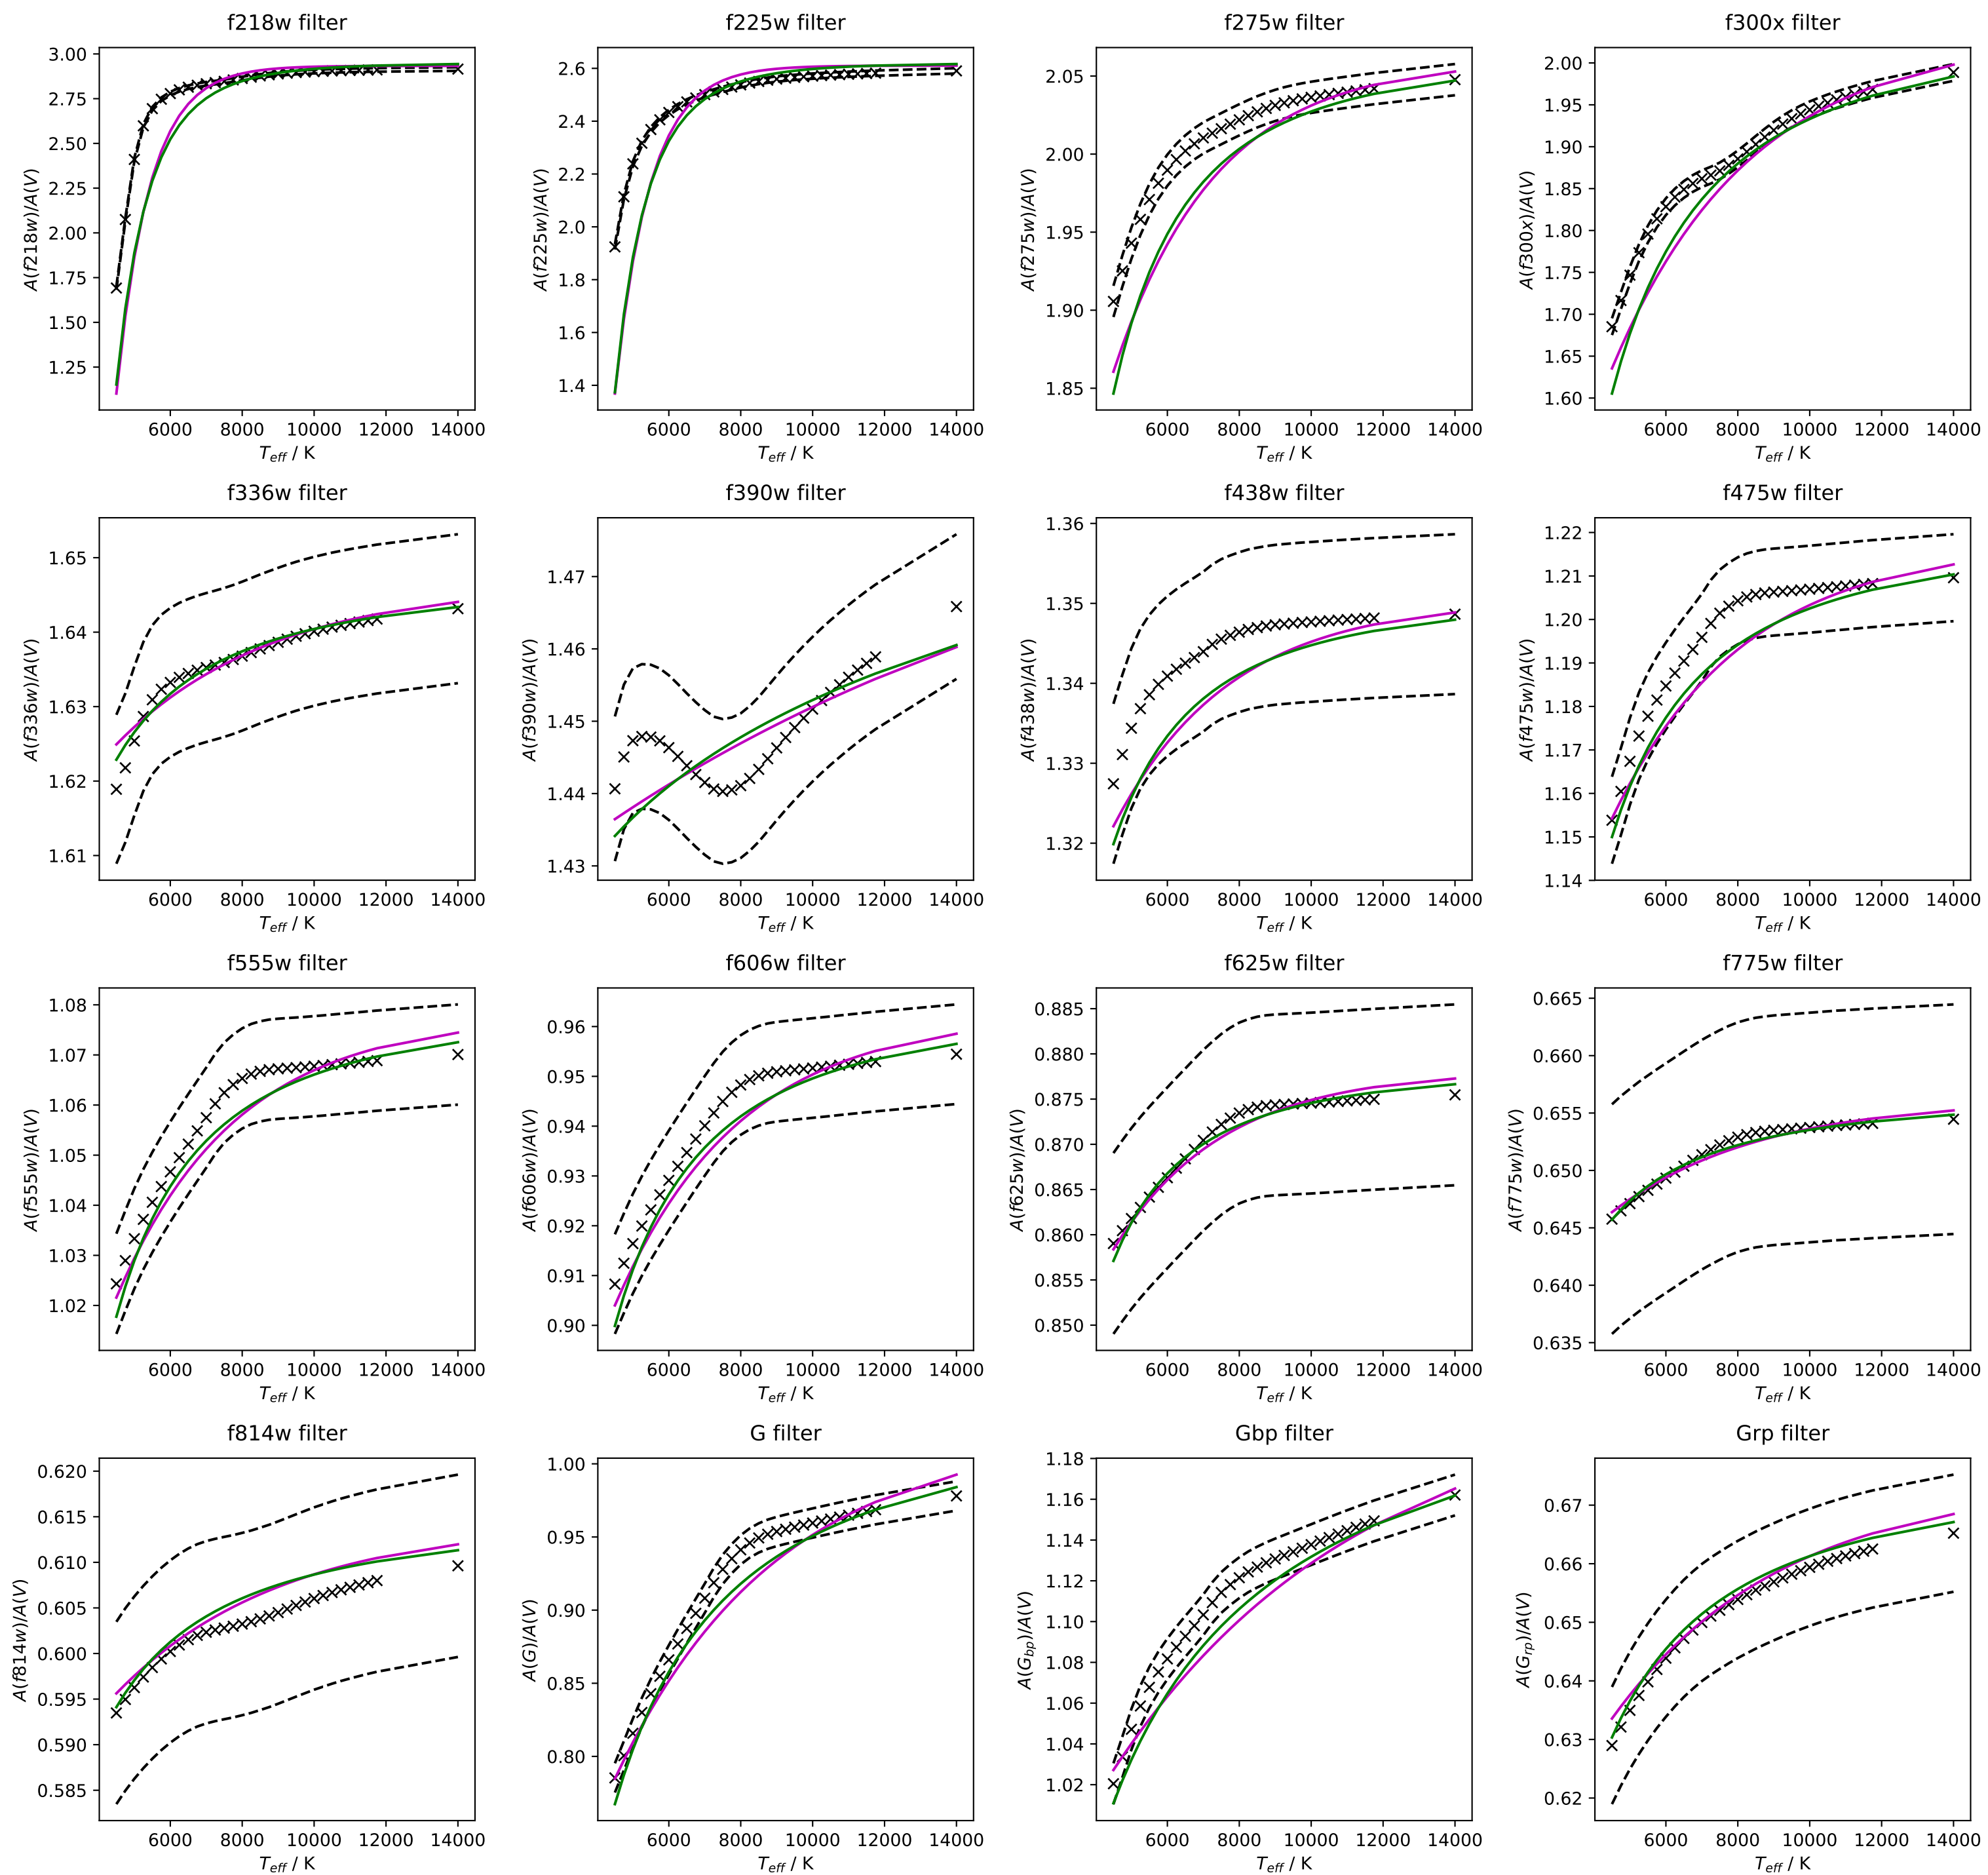 f218w filter
3.00
2.75
2.50
2.25
2.00
1.75
1.50
1.25
A(f218w)/A(V)
6000 8000 10000 12000 14000
T_eff / K
f225w filter
2.6
2.4
2.2
2.0
1.8
1.6
1.4
A(f225w)/A(V)
6000 8000 10000 12000 14000
T_eff / K
f275w filter
2.05
2.00
1.95
1.90
1.85
A(f275w)/A(V)
6000 8000 10000 12000 14000
T_eff / K
f300x filter
2.00
1.95
1.90
1.85
1.80
1.75
1.70
1.65
1.60
A(f300x)/A(V)
6000 8000 10000 12000 14000
T_eff / K
f336w filter
1.65
1.64
1.63
1.62
1.61
A(f336w)/A(V)
6000 8000 10000 12000 14000
T_eff / K
f390w filter
1.47
1.46
1.45
1.44
1.43
A(f390w)/A(V)
6000 8000 10000 12000 14000
T_eff / K
f438w filter
1.36
1.35
1.34
1.33
1.32
A(f438w)/A(V)
6000 8000 10000 12000 14000
T_eff / K
f475w filter
1.22
1.21
1.20
1.19
1.18
1.17
1.16
1.15
1.14
A(f475w)/A(V)
6000 8000 10000 12000 14000
T_eff / K
f555w filter
1.08
1.07
1.06
1.05
1.04
1.03
1.02
A(f555w)/A(V)
6000 8000 10000 12000 14000
T_eff / K
f606w filter
0.96
0.95
0.94
0.93
0.92
0.91
0.90
A(f606w)/A(V)
6000 8000 10000 12000 14000
T_eff / K
f625w filter
0.885
0.880
0.875
0.870
0.865
0.860
0.855
0.850
A(f625w)/A(V)
6000 8000 10000 12000 14000
T_eff / K
f775w filter
0.665
0.660
0.655
0.650
0.645
0.640
0.635
A(f775w)/A(V)
6000 8000 10000 12000 14000
T_eff / K
f814w filter
0.620
0.615
0.610
0.605
0.600
0.595
0.590
0.585
A(f814w)/A(V)
6000 8000 10000 12000 14000
T_eff / K
G filter
1.00
0.95
0.90
0.85
0.80
A(G)/A(V)
6000 8000 10000 12000 14000
T_eff / K
Gbp filter
1.18
1.16
1.14
1.12
1.10
1.08
1.06
1.04
1.02
A(G_bp)/A(V)
6000 8000 10000 12000 14000
T_eff / K
Grp filter
0.67
0.66
0.65
0.64
0.63
0.62
A(G_rp)/A(V)
6000 8000 10000 12000 14000
T_eff / K